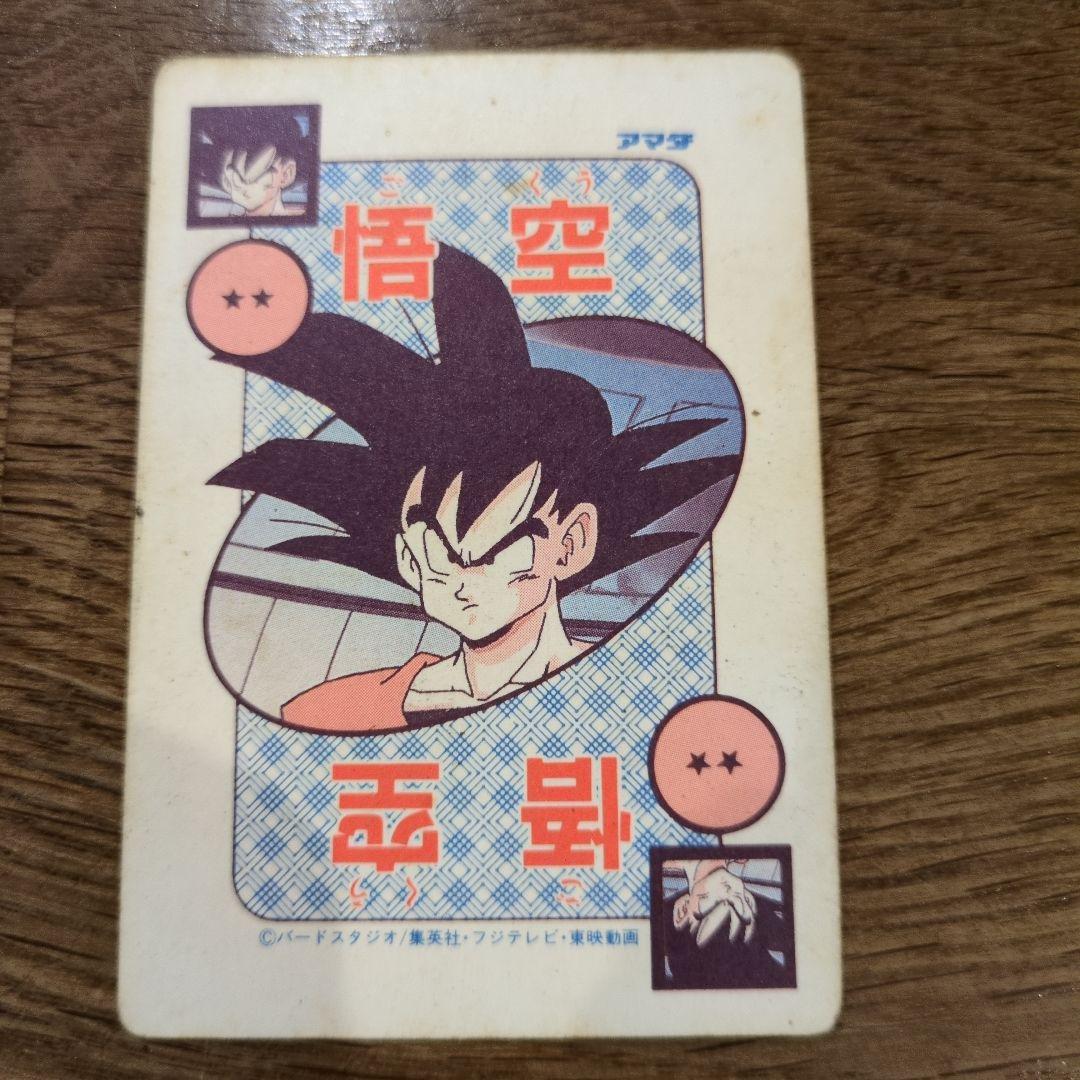 アマダ
ご くう
悟空
悟空
ご くう
©バードスタジオ/集英社・フジテレビ・東映動画